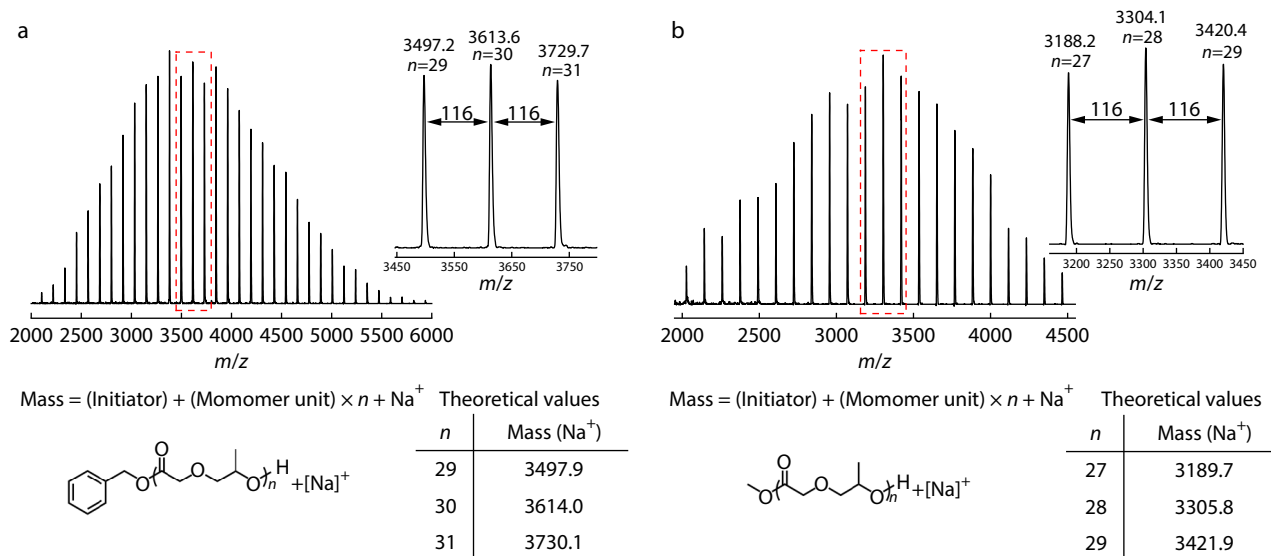 a
3497.2
n=29
3613.6
n=30
3729.7
n=31
116
116
3450 3550 3650 3750
m/z
2000 2500 3000 3500 4000 4500 5000 5500 6000
m/z
Mass = (Initiator) + (Momomer unit) × n + Na⁺
Theoretical values
n Mass (Na⁺)
29 3497.9
30 3614.0
31 3730.1
O
O
O
O
H
n
+[Na]⁺
b
3188.2
n=27
3304.1
n=28
3420.4
n=29
116
116
3200 3250 3300 3350 3400 3450
m/z
2000 2500 3000 3500 4000 4500
m/z
Mass = (Initiator) + (Momomer unit) × n + Na⁺
Theoretical values
n Mass (Na⁺)
27 3189.7
28 3305.8
29 3421.9
O
O
O
O
H
n
+[Na]⁺